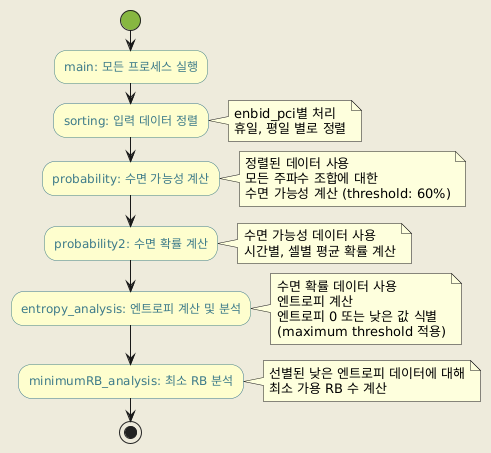 main: 모든 프로세스 실행
sorting: 입력 데이터 정렬
enbid_pci별 처리
휴일, 평일 별로 정렬
probability: 수면 가능성 계산
정렬된 데이터 사용
모든 주파수 조합에 대한
수면 가능성 계산 (threshold: 60%)
probability2: 수면 확률 계산
수면 가능성 데이터 사용
시간별, 셀별 평균 확률 계산
entropy_analysis: 엔트로피 계산 및 분석
수면 확률 데이터 사용
엔트로피 계산
엔트로피 0 또는 낮은 값 식별
(maximum threshold 적용)
minimumRB_analysis: 최소 RB 분석
선별된 낮은 엔트로피 데이터에 대해
최소 가용 RB 수 계산